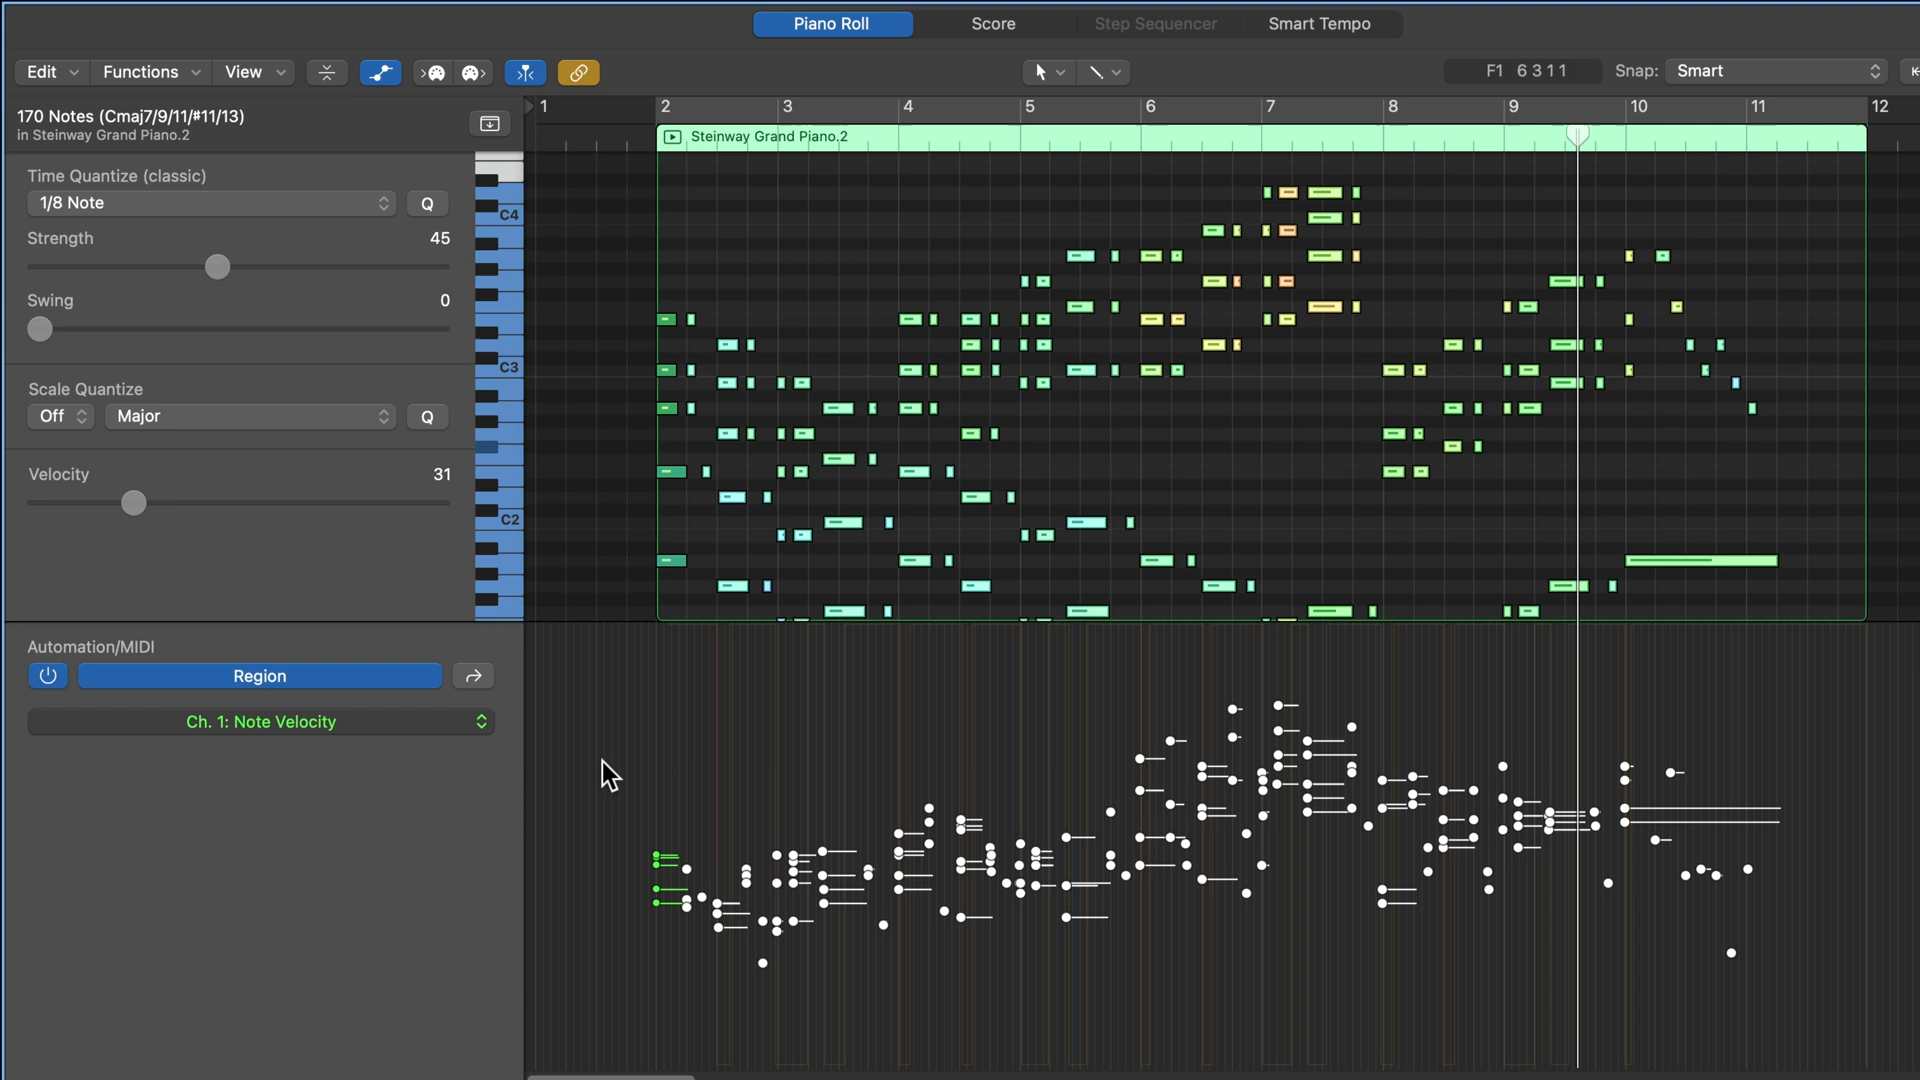 Piano Roll Score Step Sequencer Smart Tempo
Edit Functions View F1 6 3 1 1 Snap: Smart
170 Notes (Cmaj7/9/11/#11/13)
in Steinway Grand Piano.2
1 2 3 4 5 6 7 8 9 10 11 12
Steinway Grand Piano.2
Time Quantize (classic)
1/8 Note Q
Strength 45
Swing 0
Scale Quantize
Off Major Q
Velocity 31
C4
C3
C2
Automation/MIDI
Region
Ch. 1: Note Velocity